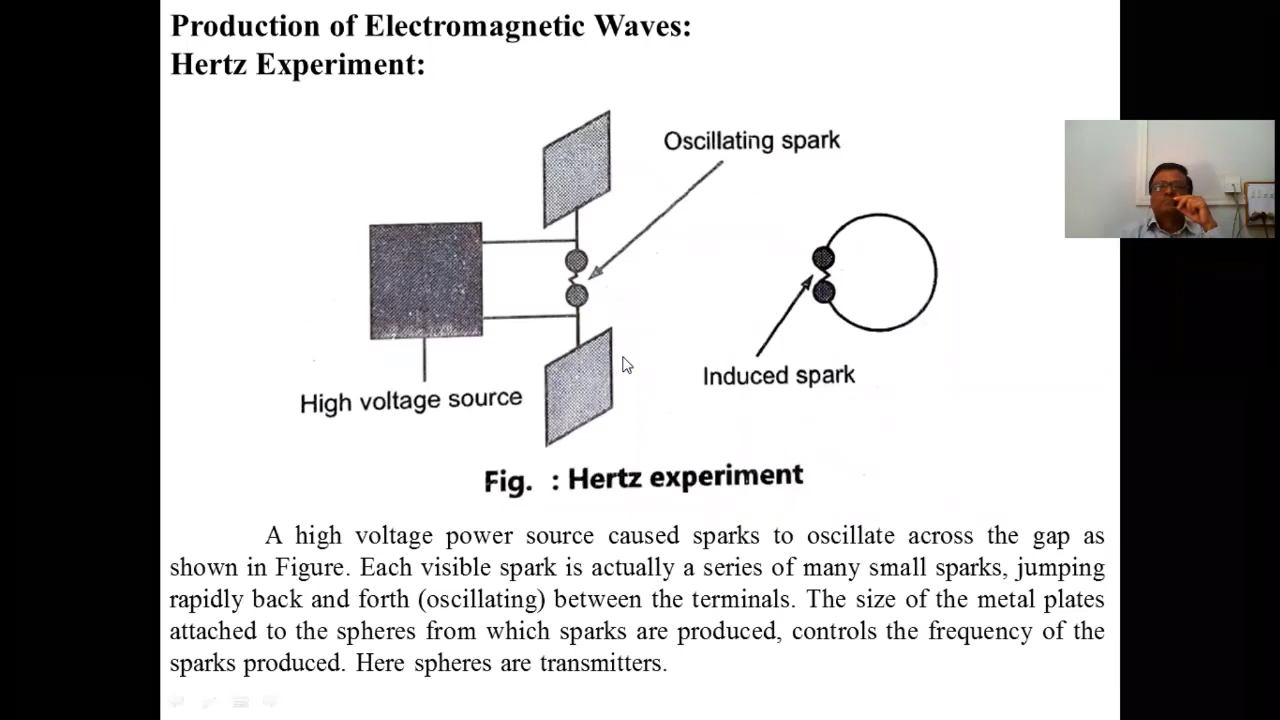 Production of Electromagnetic Waves:
Hertz Experiment:
Oscillating spark
Induced spark
High voltage source
Fig. : Hertz experiment
A high voltage power source caused sparks to oscillate across the gap as
shown in Figure. Each visible spark is actually a series of many small sparks, jumping
rapidly back and forth (oscillating) between the terminals. The size of the metal plates
attached to the spheres from which sparks are produced, controls the frequency of the
sparks produced. Here spheres are transmitters.